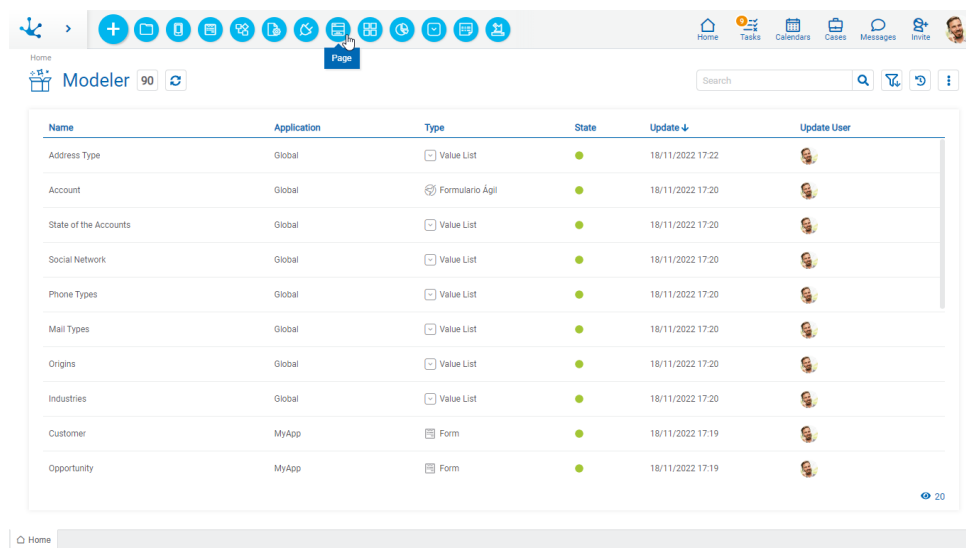 Home
Tasks
Calendars
Cases
Messages
Invite
9
Page
Home
Modeler 90
Search
Name Application Type State Update Update User
Address Type Global Value List 18/11/2022 17:22
Account Global Formulario Ágil 18/11/2022 17:20
State of the Accounts Global Value List 18/11/2022 17:20
Social Network Global Value List 18/11/2022 17:20
Phone Types Global Value List 18/11/2022 17:20
Mail Types Global Value List 18/11/2022 17:20
Origins Global Value List 18/11/2022 17:20
Industries Global Value List 18/11/2022 17:20
Customer MyApp Form 18/11/2022 17:19
Opportunity MyApp Form 18/11/2022 17:19
20
Home